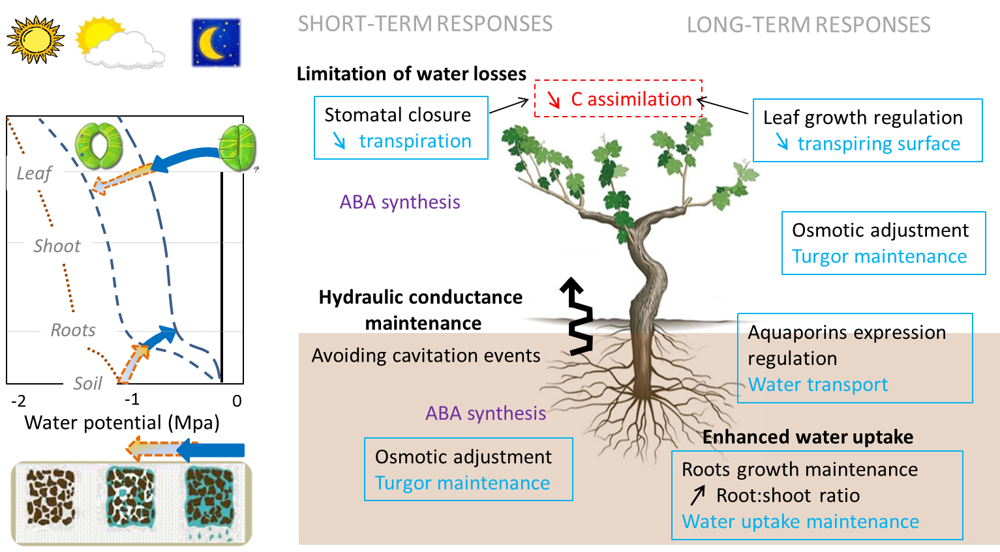 SHORT-TERM RESPONSES
LONG-TERM RESPONSES
Limitation of water losses
Stomatal closure
↘ transpiration
↘ C assimilation
Leaf growth regulation
↘ transpiring surface
ABA synthesis
Osmotic adjustment
Turgor maintenance
Hydraulic conductance
maintenance
Avoiding cavitation events
Aquaporins expression
regulation
Water transport
ABA synthesis
Osmotic adjustment
Turgor maintenance
Enhanced water uptake
Roots growth maintenance
↗ Root:shoot ratio
Water uptake maintenance
Leaf
Shoot
Roots
Soil
-2
-1
0
Water potential (Mpa)